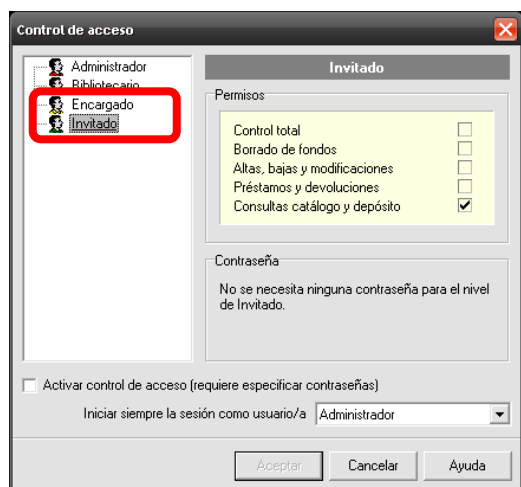 Control de acceso
Administrador
Bibliotecario
Encargado
Invitado
Invitado
Permisos
Control total
Borrado de fondos
Altas, bajas y modificaciones
Préstamos y devoluciones
Consultas catálogo y depósito
Contraseña
No se necesita ninguna contraseña para el nivel
de Invitado.
Activar control de acceso (requiere especificar contraseñas)
Iniciar siempre la sesión como usuario/a Administrador
Aceptar Cancelar Ayuda